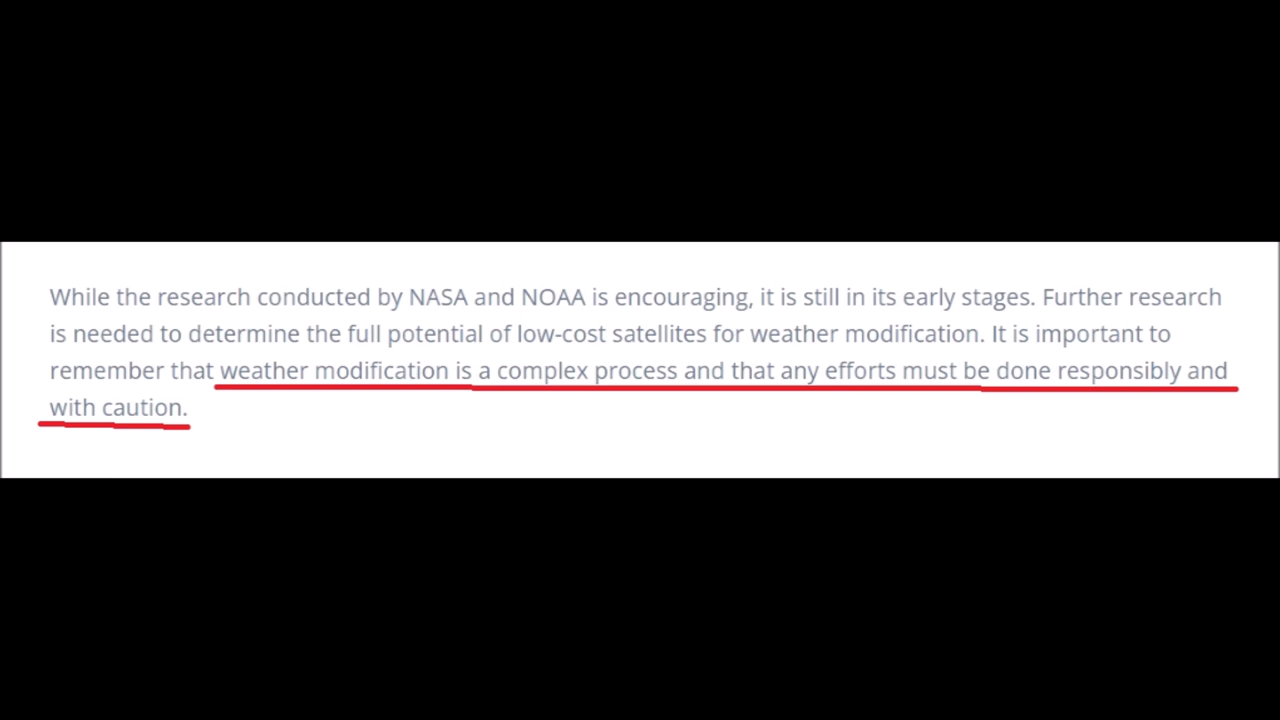 While the research conducted by NASA and NOAA is encouraging, it is still in its early stages. Further research
is needed to determine the full potential of low-cost satellites for weather modification. It is important to
remember that weather modification is a complex process and that any efforts must be done responsibly and
with caution.